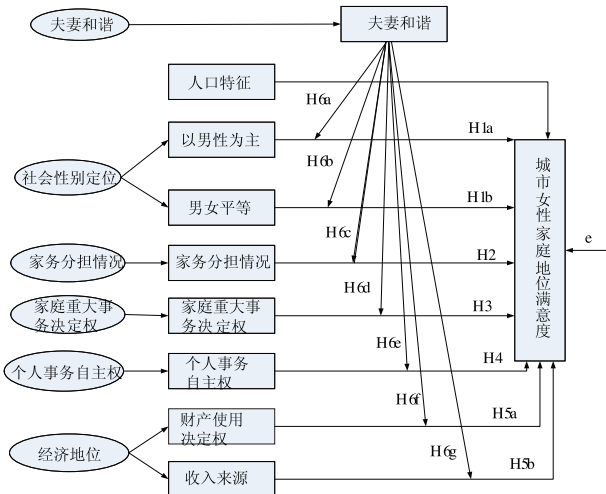 夫妻和谐
夫妻和谐
人口特征
H6a
H1a
以男性为主
社会性别定位
H6b
H1b
男女平等
H6c
家务分担情况
家务分担情况
H2
H6d
家庭重大事
务决定权
家庭重大事
务决定权
H3
H6e
个人事务自主权
个人事务
自主权
H4
H6f
财产使用
决定权
H5a
经济地位
H6g
收入来源
H5b
城市女性家庭地位满意度
e